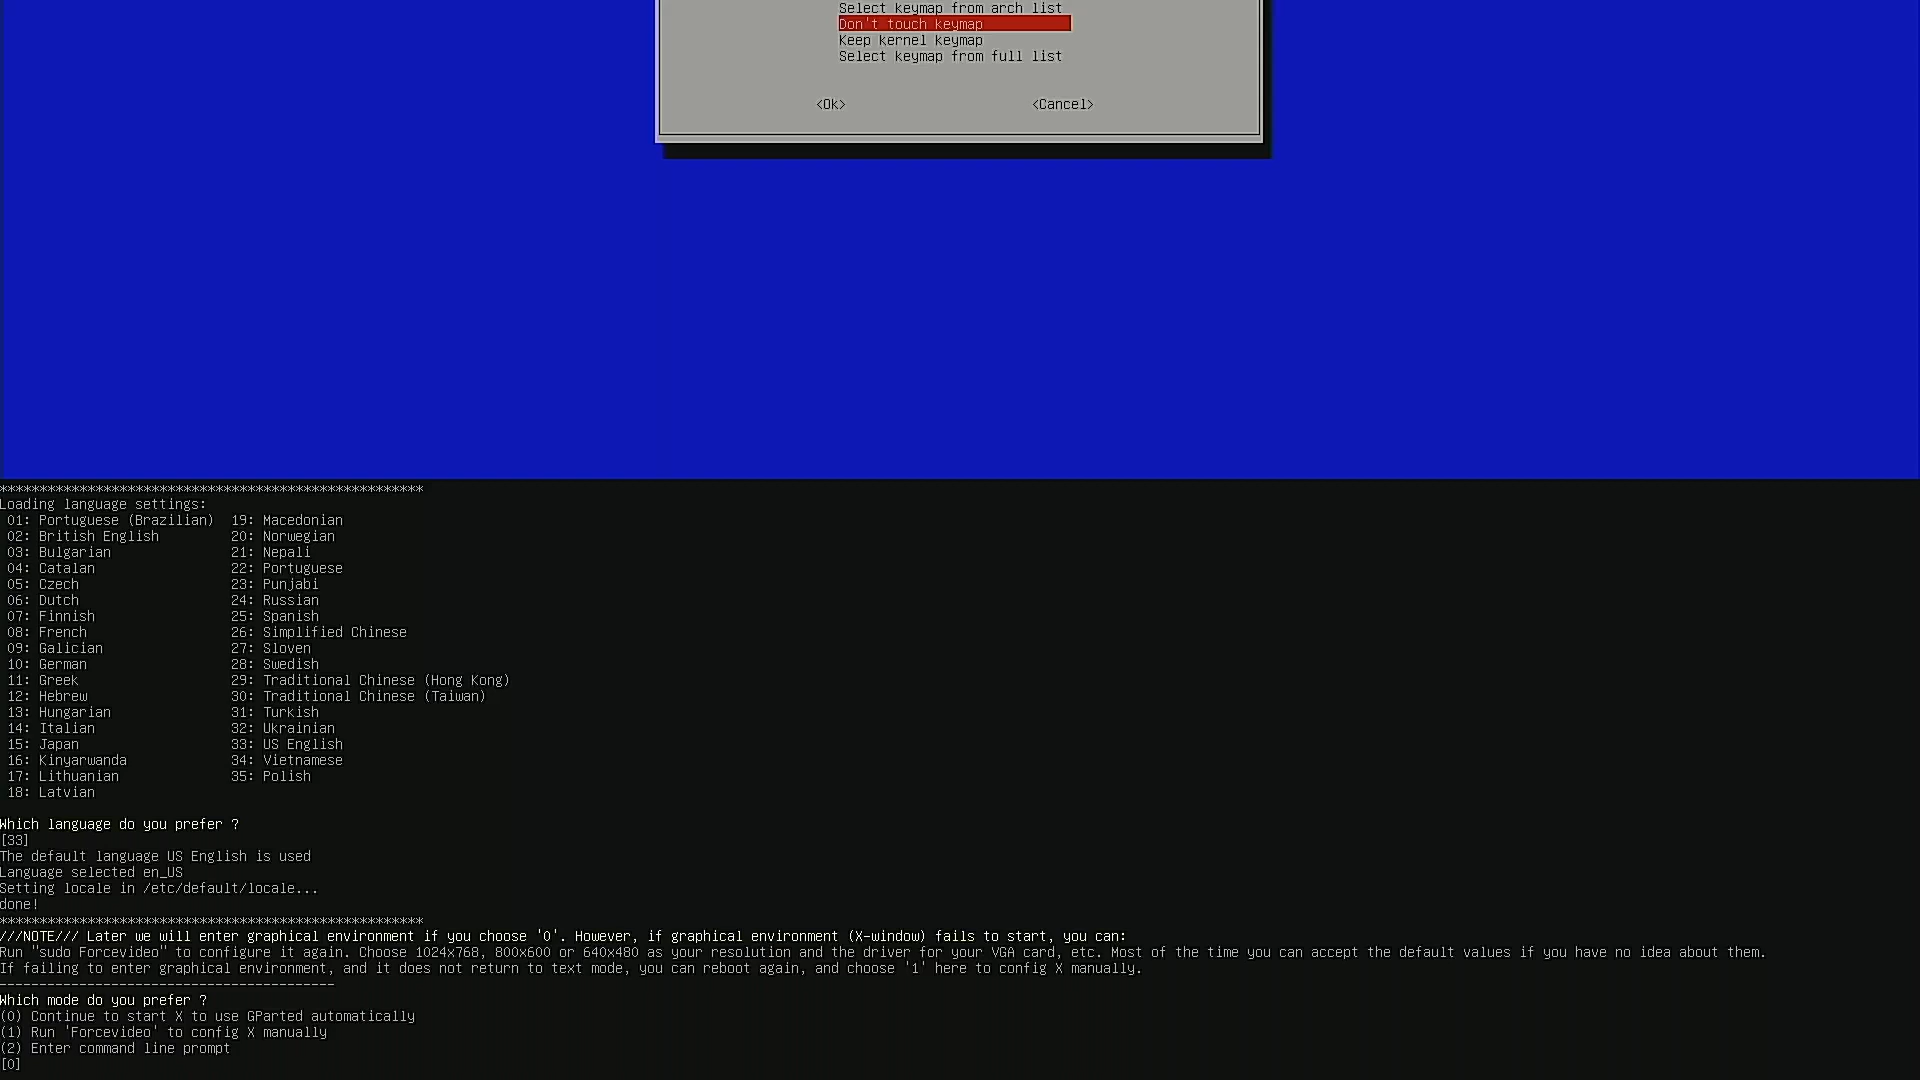 Select keymap from arch list
Don't touch keymap
Keep kernel keymap
Select keymap from full list
<Ok> <Cancel>
*****************************************************
Loading language settings:
01: Portuguese (Brazilian) 19: Macedonian
02: British English 20: Norwegian
03: Bulgarian 21: Nepali
04: Catalan 22: Portuguese
05: Czech 23: Punjabi
06: Dutch 24: Russian
07: Finnish 25: Spanish
08: French 26: Simplified Chinese
09: Galician 27: Sloven
10: German 28: Swedish
11: Greek 29: Traditional Chinese (Hong Kong)
12: Hebrew 30: Traditional Chinese (Taiwan)
13: Hungarian 31: Turkish
14: Italian 32: Ukrainian
15: Japan 33: US English
16: Kinyarwanda 34: Vietnamese
17: Lithuanian 35: Polish
18: Latvian
Which language do you prefer ?
[33]
The default language US English is used
Language selected en_US
Setting locale in /etc/default/locale...
done!
*****************************************************
///NOTE/// Later we will enter graphical environment if you choose '0'. However, if graphical environment (X-window) fails to start, you can:
Run "sudo Forcevideo" to configure it again. Choose 1024x768, 800x600 or 640x480 as your resolution and the driver for your VGA card, etc. Most of the time you can accept the default values if you have no idea about them.
If failing to enter graphical environment, and it does not return to text mode, you can reboot again, and choose '1' here to config X manually.
------------------------------------------
Which mode do you prefer ?
(0) Continue to start X to use GParted automatically
(1) Run 'Forcevideo' to config X manually
(2) Enter command line prompt
[0]